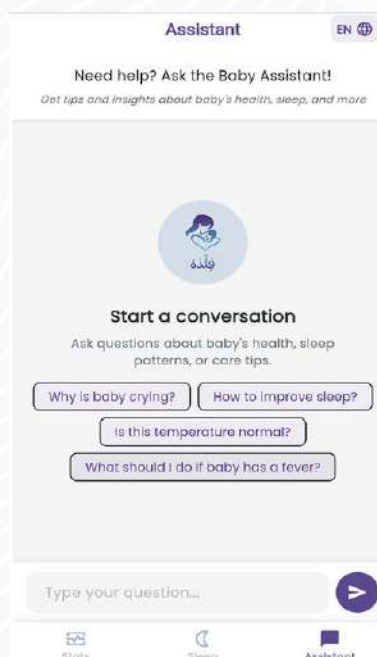 Assistant
EN
Need help? Ask the Baby Assistant!
Get tips and insights about baby's health, sleep, and more
فلذة
Start a conversation
Ask questions about baby's health, sleep
patterns, or care tips.
Why is baby crying?
How to improve sleep?
Is this temperature normal?
What should I do if baby has a fever?
Type your question...
Stats
Sleep
Assistant